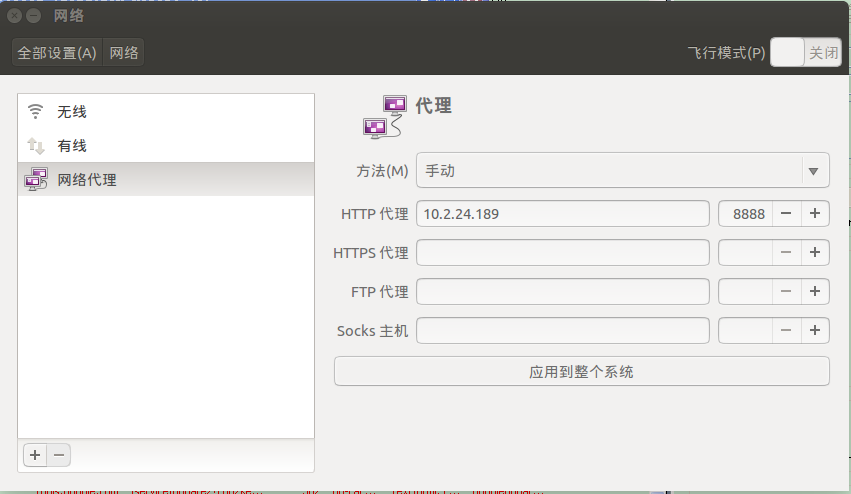 网络
全部设置(A) 网络
飞行模式(P) 关闭
无线
有线
网络代理
代理
方法(M) 手动
HTTP 代理 10.2.24.189 8888 − +
HTTPS 代理 − +
FTP 代理 − +
Socks 主机 − +
应用到整个系统
+ −